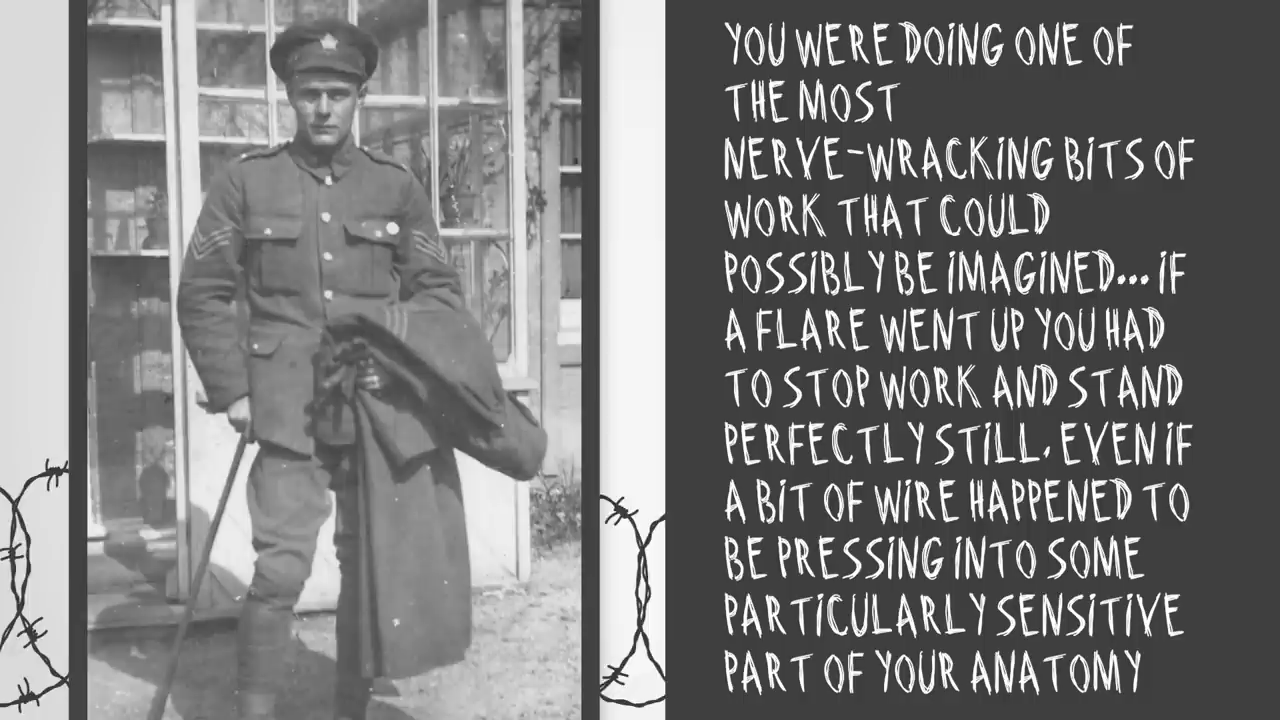 YOU WERE DOING ONE OF
THE MOST
NERVE-WRACKING BITS OF
WORK THAT COULD
POSSIBLY BE IMAGINED... IF
A FLARE WENT UP YOU HAD
TO STOP WORK AND STAND
PERFECTLY STILL, EVEN IF
A BIT OF WIRE HAPPENED TO
BE PRESSING INTO SOME
PARTICULARLY SENSITIVE
PART OF YOUR ANATOMY